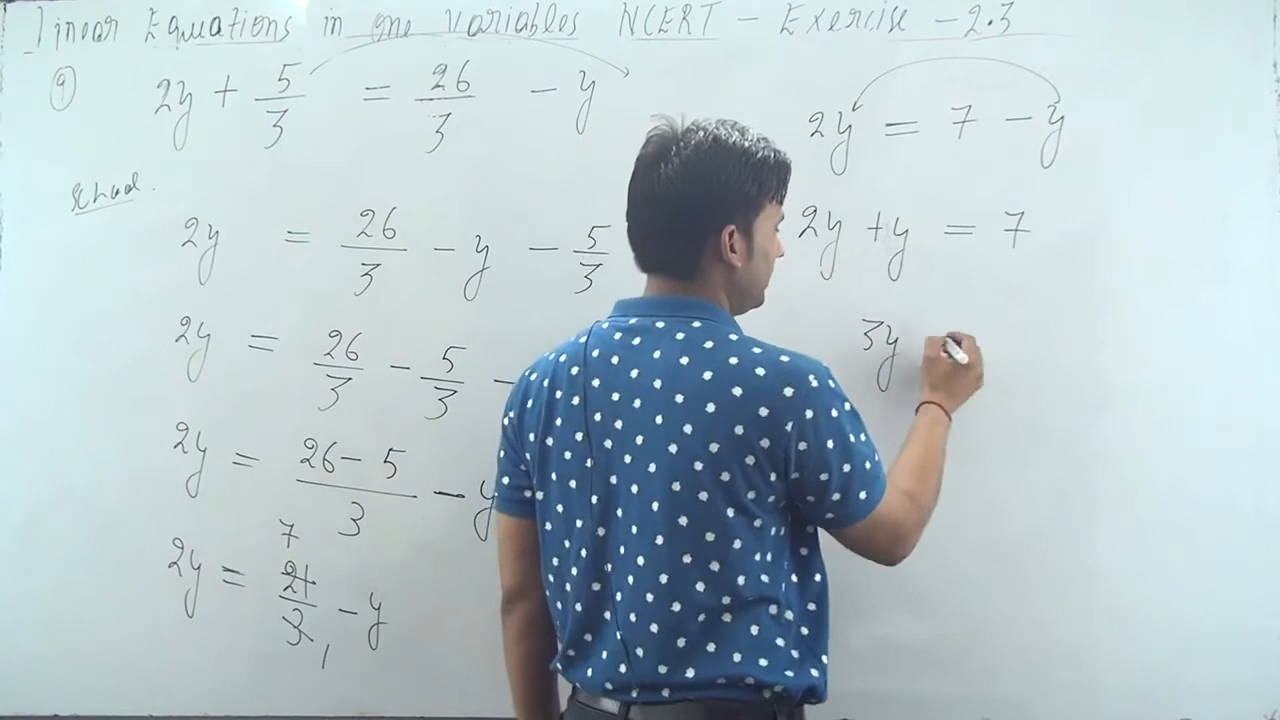 Linear Equations in one variables NCERT - Exercise - 2.3
9 2y + 5/3 = 26/3 - y
School.
2y = 26/3 - y - 5/3
2y = 26/3 - 5/3 -
2y = 26 - 5/3 - y
2y = 21/3 - y
7
1
2y = 7 - y
2y + y = 7
3y